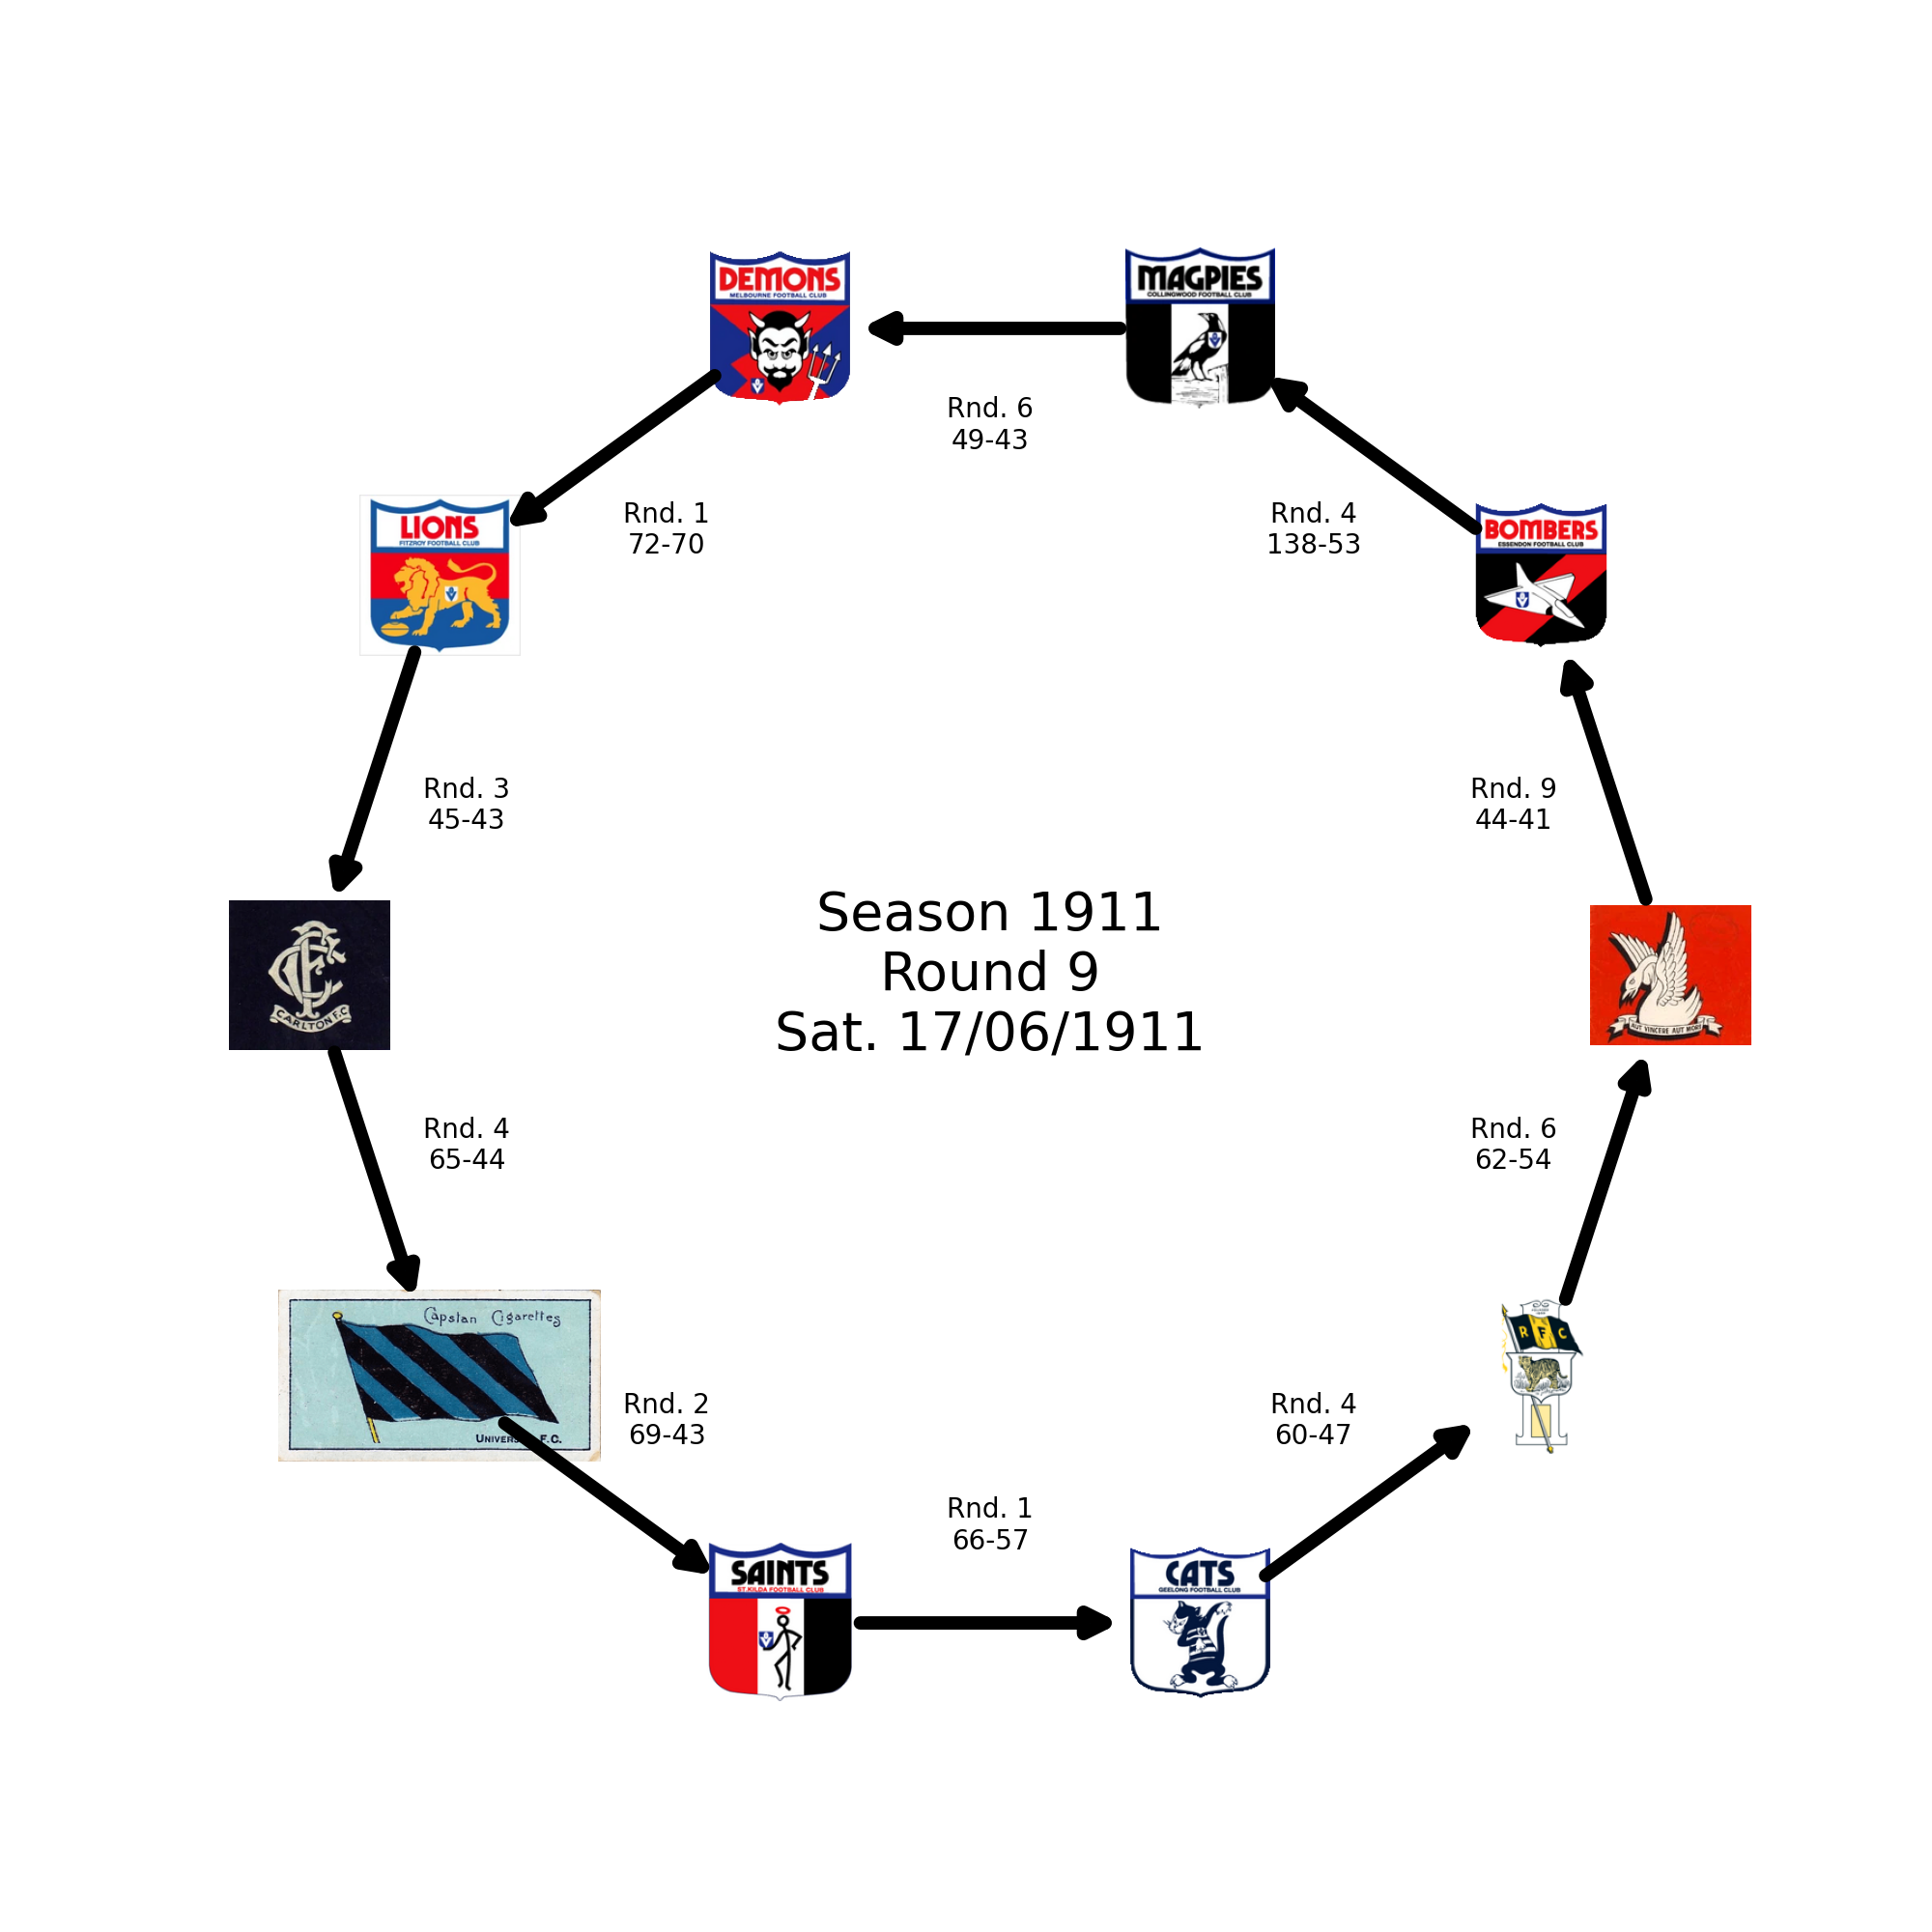 DEMONS
MELBOURNE FOOTBALL CLUB
MAGPIES
COLLINGWOOD FOOTBALL CLUB
Rnd. 6
49-43
LIONS
FITZROY FOOTBALL CLUB
Rnd. 1
72-70
Rnd. 4
138-53
BOMBERS
ESSENDON FOOTBALL CLUB
Rnd. 3
45-43
Rnd. 9
44-41
CARLTON F.C
Season 1911
Round 9
Sat. 17/06/1911
AUT VINCERE AUT MORI
Rnd. 4
65-44
Rnd. 6
62-54
Capstan Cigarettes
F.C.
R F C
Rnd. 2
69-43
Rnd. 4
60-47
Rnd. 1
66-57
SAINTS
ST.KILDA FOOTBALL CLUB
CATS
GEELONG FOOTBALL CLUB